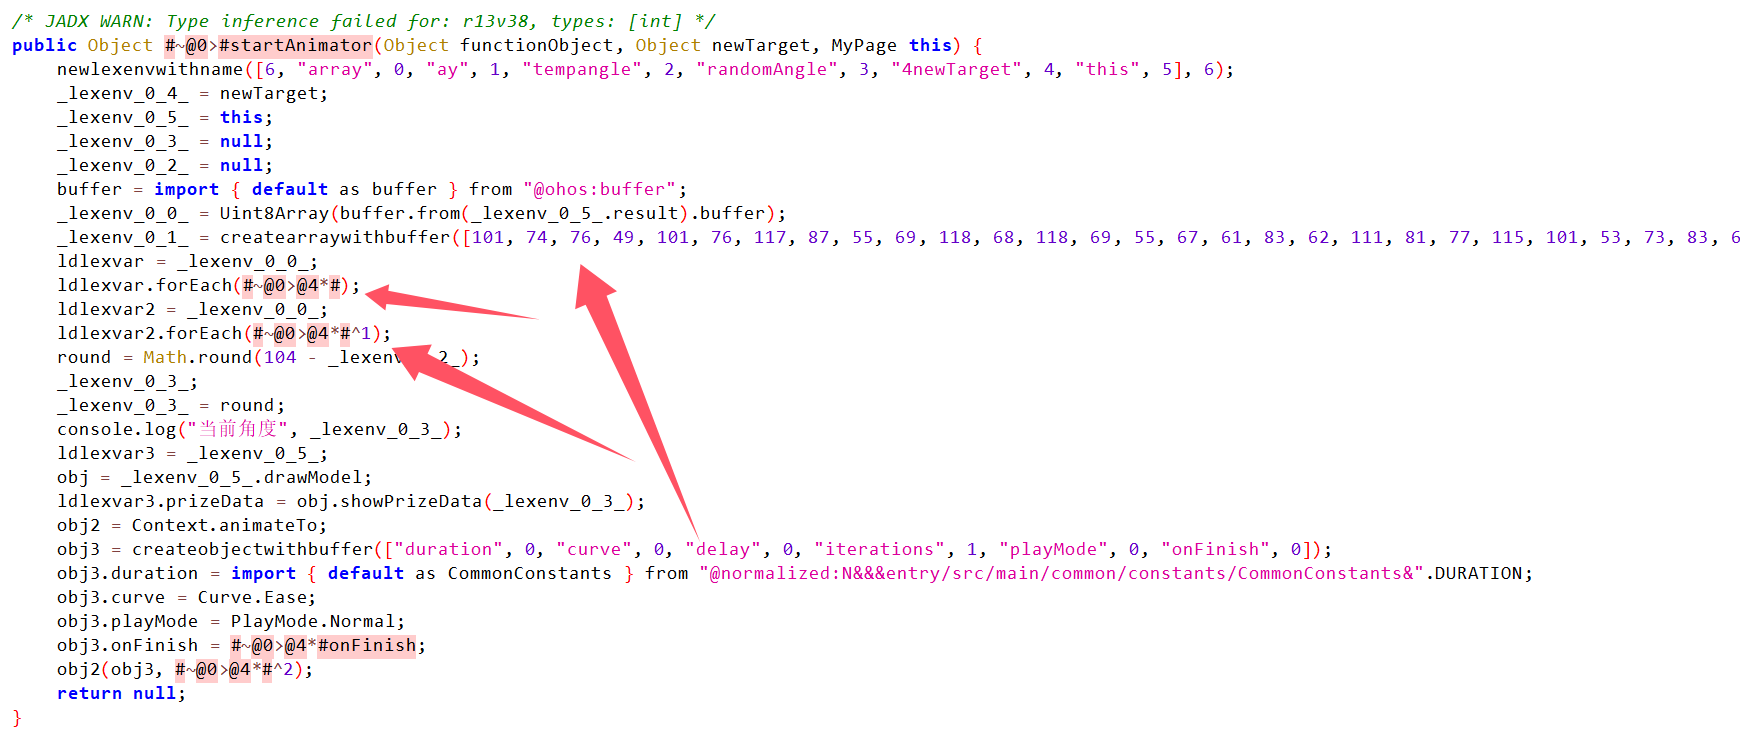 /* JADX WARN: Type inference failed for: r13v38, types: [int] */
public Object #~@0>#startAnimator(Object functionObject, Object newTarget, MyPage this) {
newlexenvwithname([6, "array", 0, "ay", 1, "tempangle", 2, "randomAngle", 3, "4newTarget", 4, "this", 5], 6);
_lexenv_0_4_ = newTarget;
_lexenv_0_5_ = this;
_lexenv_0_3_ = null;
_lexenv_0_2_ = null;
buffer = import { default as buffer } from "@ohos:buffer";
_lexenv_0_0_ = Uint8Array(buffer.from(_lexenv_0_5_.result).buffer);
_lexenv_0_1_ = createarraywithbuffer([101, 74, 76, 49, 101, 76, 117, 87, 55, 69, 118, 68, 118, 69, 55, 67, 61, 83, 62, 111, 81, 77, 115, 101, 53, 73, 83, 6
ldlexvar = _lexenv_0_0_;
ldlexvar.forEach(#~@0>@4*#);
ldlexvar2 = _lexenv_0_0_;
ldlexvar2.forEach(#~@0>@4*#^1);
round = Math.round(104 - _lexenv_0_2_);
_lexenv_0_3_;
_lexenv_0_3_ = round;
console.log("当前角度", _lexenv_0_3_);
ldlexvar3 = _lexenv_0_5_;
obj = _lexenv_0_5_.drawModel;
ldlexvar3.prizeData = obj.showPrizeData(_lexenv_0_3_);
obj2 = Context.animateTo;
obj3 = createobjectwithbuffer(["duration", 0, "curve", 0, "delay", 0, "iterations", 1, "playMode", 0, "onFinish", 0]);
obj3.duration = import { default as CommonConstants } from "@normalized:N&&&entry/src/main/common/constants/CommonConstants&".DURATION;
obj3.curve = Curve.Ease;
obj3.playMode = PlayMode.Normal;
obj3.onFinish = #~@0>@4*#onFinish;
obj2(obj3, #~@0>@4*#^2);
return null;
}